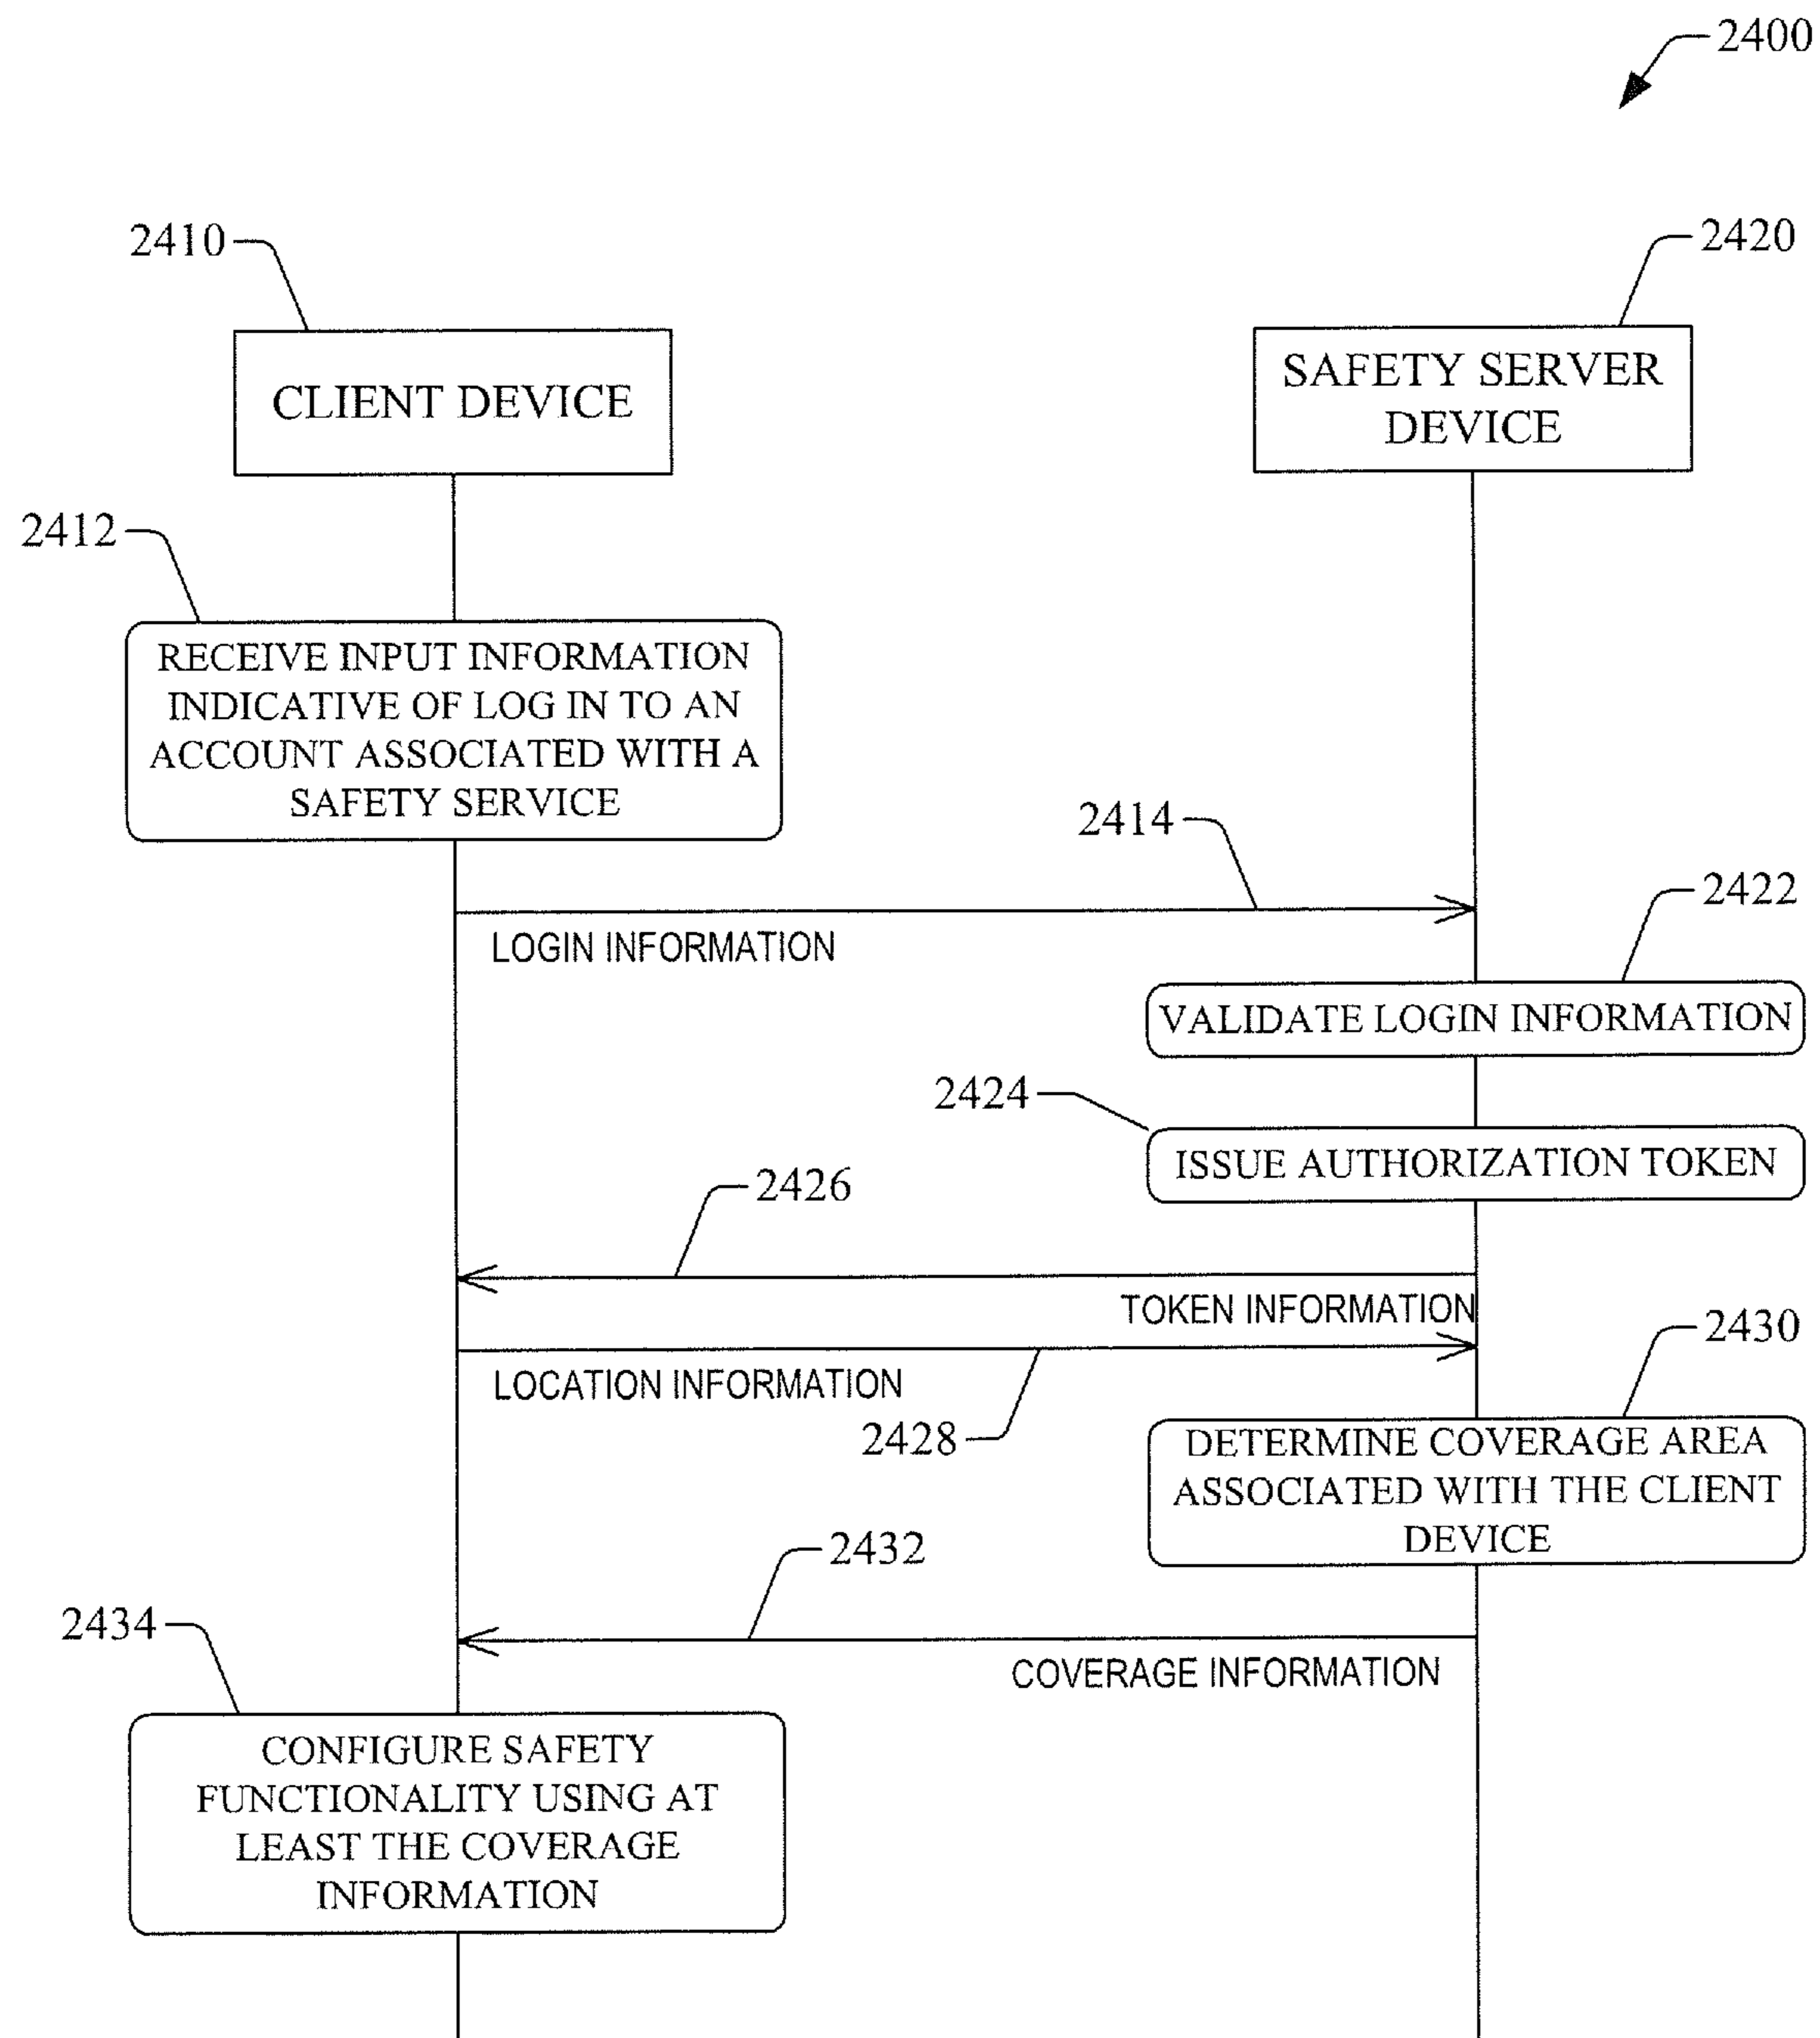 2400
2410
2420
CLIENT DEVICE
SAFETY SERVER
DEVICE
2412
RECEIVE INPUT INFORMATION
INDICATIVE OF LOG IN TO AN
ACCOUNT ASSOCIATED WITH A
SAFETY SERVICE
2414
LOGIN INFORMATION
2422
VALIDATE LOGIN INFORMATION
2424
ISSUE AUTHORIZATION TOKEN
2426
TOKEN INFORMATION
LOCATION INFORMATION
2428
2430
DETERMINE COVERAGE AREA
ASSOCIATED WITH THE CLIENT
DEVICE
2432
COVERAGE INFORMATION
2434
CONFIGURE SAFETY
FUNCTIONALITY USING AT
LEAST THE COVERAGE
INFORMATION